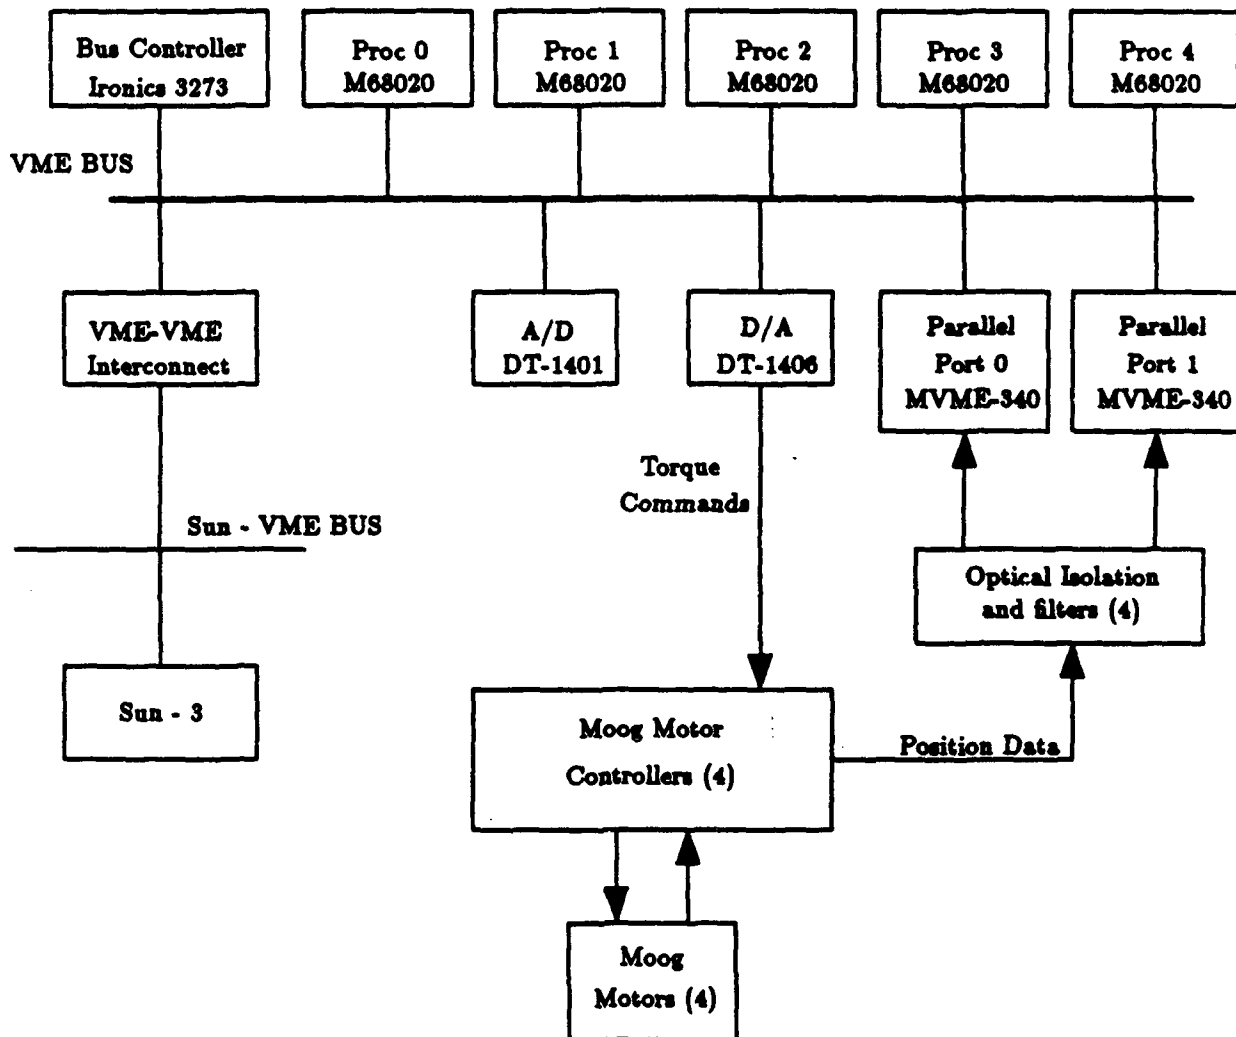 Bus Controller
Ironics 3273
Proc 0
M68020
Proc 1
M68020
Proc 2
M68020
Proc 3
M68020
Proc 4
M68020
VME BUS
VME-VME
Interconnect
A/D
DT-1401
D/A
DT-1406
Parallel
Port 0
MVME-340
Parallel
Port 1
MVME-340
Torque
Commands
Sun - VME BUS
Optical Isolation
and filters (4)
Sun - 3
Moog Motor
Controllers (4)
Position Data
Moog
Motors (4)